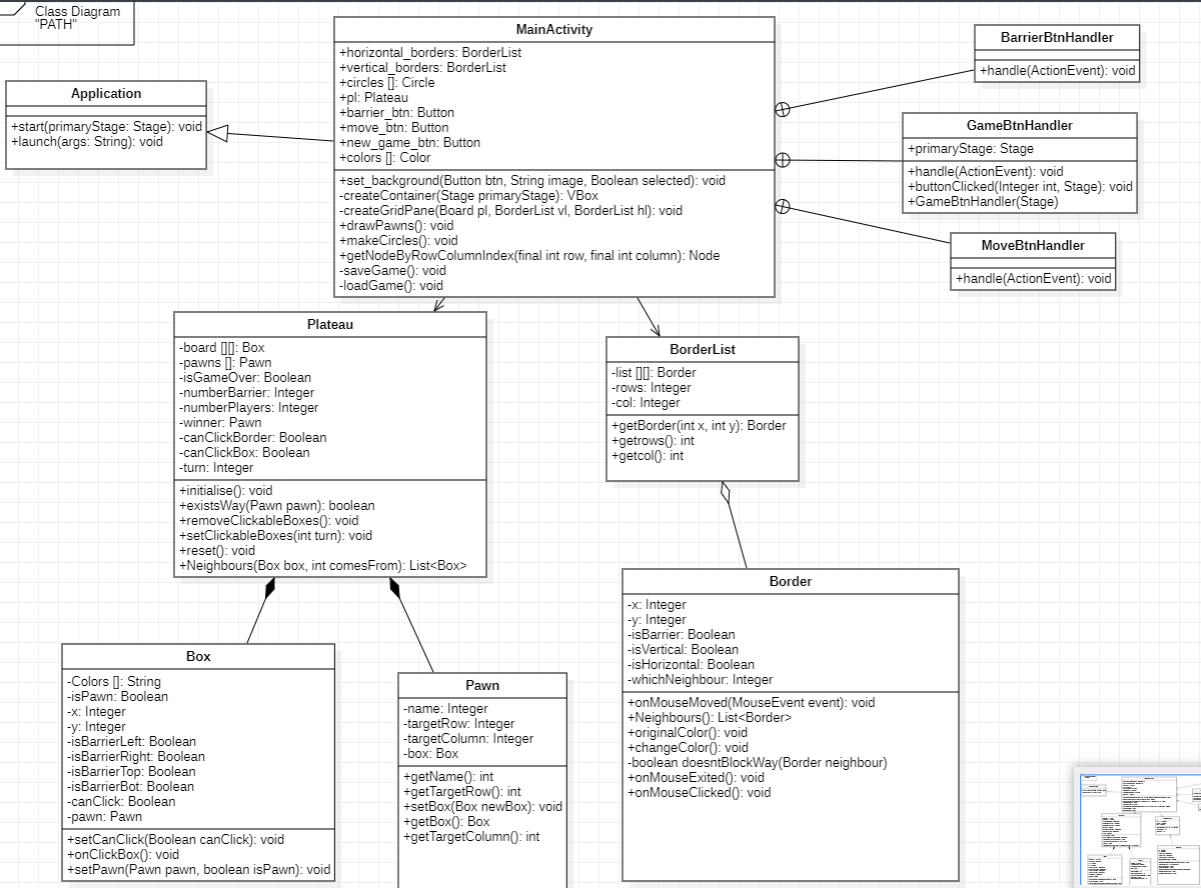 Class Diagram
"PATH"
MainActivity
+horizontal_borders: BorderList
+vertical_borders: BorderList
+circles []: Circle
+pl: Plateau
+barrier_btn: Button
+move_btn: Button
+new_game_btn: Button
+colors []: Color
+set_background(Button btn, String image, Boolean selected): void
-createContainer(Stage primaryStage): VBox
-createGridPane(Board pl, BorderList vl, BorderList hl): void
+drawPawns(): void
+makeCircles(): void
+getNodeByRowColumnIndex(final int row, final int column): Node
-saveGame(): void
-loadGame(): void
Application
+start(primaryStage: Stage): void
+launch(args: String): void
BarrierBtnHandler
+handle(ActionEvent): void
GameBtnHandler
+primaryStage: Stage
+handle(ActionEvent): void
+buttonClicked(Integer int, Stage): void
+GameBtnHandler(Stage)
MoveBtnHandler
+handle(ActionEvent): void
Plateau
-board [][]: Box
-pawns []: Pawn
-isGameOver: Boolean
-numberBarrier: Integer
-numberPlayers: Integer
-winner: Pawn
-canClickBorder: Boolean
-canClickBox: Boolean
-turn: Integer
+initialise(): void
+existsWay(Pawn pawn): boolean
+removeClickableBoxes(): void
+setClickableBoxes(int turn): void
+reset(): void
+Neighbours(Box box, int comesFrom): List<Box>
BorderList
-list [][]: Border
-rows: Integer
-col: Integer
+getBorder(int x, int y): Border
+getrows(): int
+getcol(): int
Box
-Colors []: String
-isPawn: Boolean
-x: Integer
-y: Integer
-isBarrierLeft: Boolean
-isBarrierRight: Boolean
-isBarrierTop: Boolean
-isBarrierBot: Boolean
-canClick: Boolean
-pawn: Pawn
+setCanClick(Boolean canClick): void
+onClickBox(): void
+setPawn(Pawn pawn, boolean isPawn): void
Pawn
-name: Integer
-targetRow: Integer
-targetColumn: Integer
-box: Box
+getName(): int
+getTargetRow(): int
+setBox(Box newBox): void
+getBox(): Box
+getTargetColumn(): int
Border
-x: Integer
-y: Integer
-isBarrier: Boolean
-isVertical: Boolean
-isHorizontal: Boolean
-whichNeighbour: Integer
+onMouseMoved(MouseEvent event): void
+Neighbours(): List<Border>
+originalColor(): void
+changeColor(): void
-boolean doesntBlockWay(Border neighbour)
+onMouseExited(): void
+onMouseClicked(): void